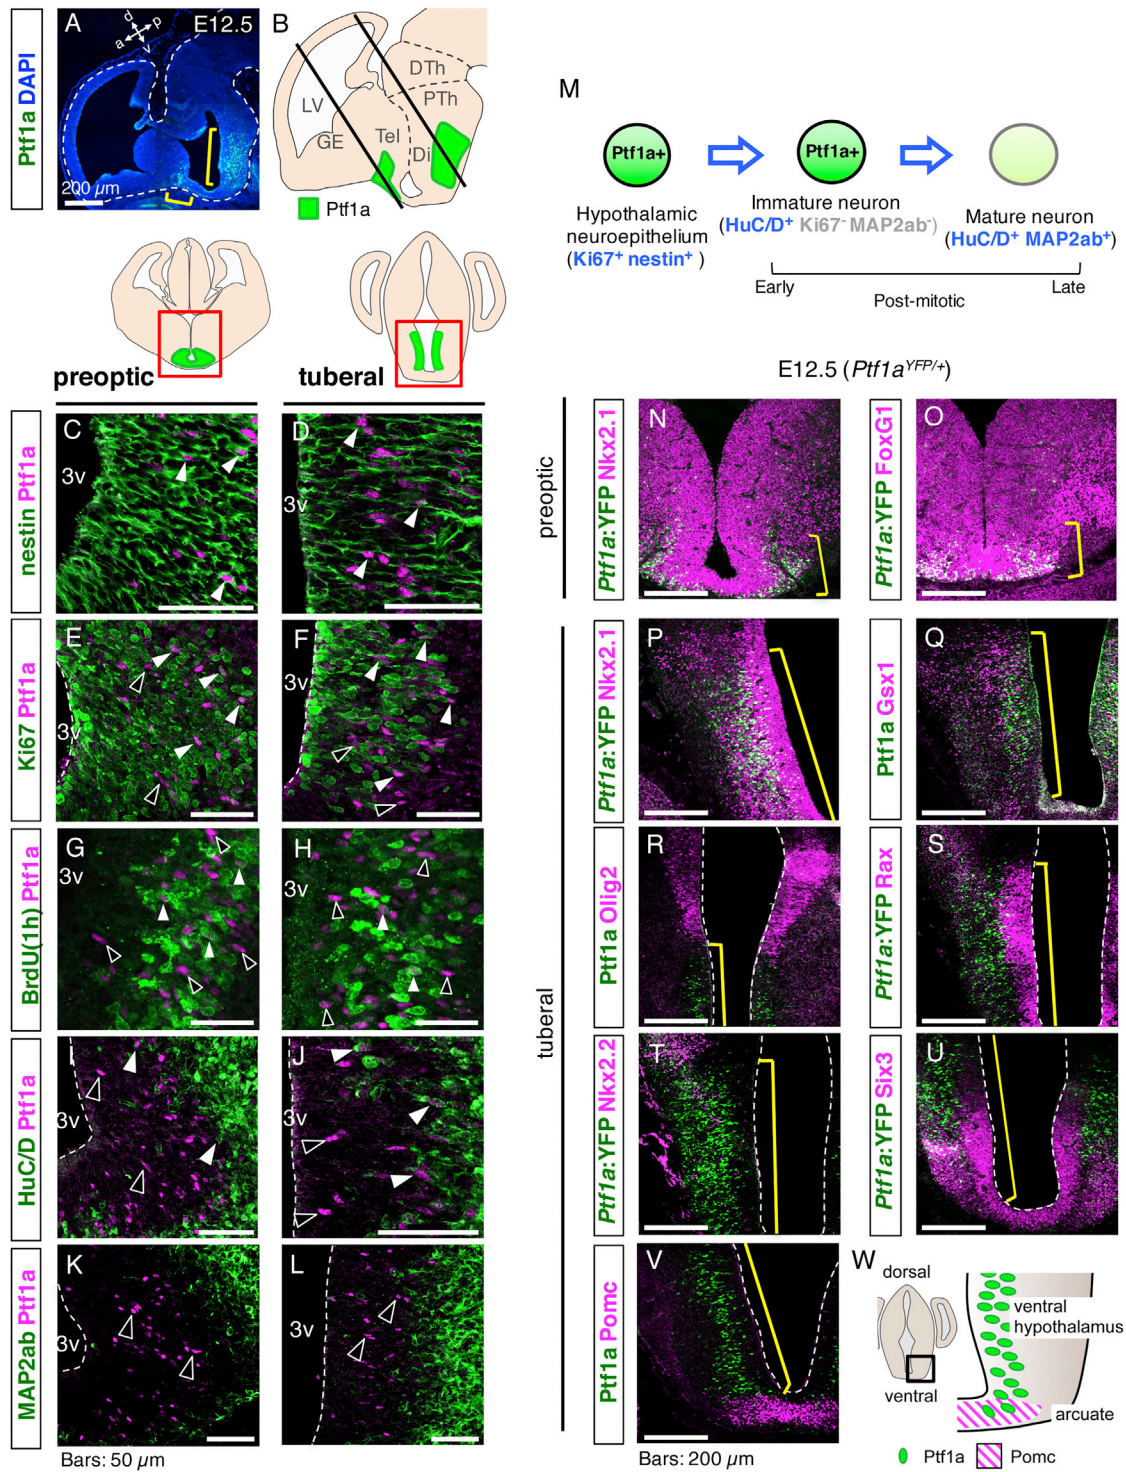 A
E12.5
d
p
a
v
200 µm
Ptf1a DAPI
B
DTh
PTh
LV
GE
Tel
Di
Ptf1a
preoptic
tuberal
C
3v
nestin Ptf1a
D
3v
E
3v
Ki67 Ptf1a
F
3v
G
3v
BrdU(1h) Ptf1a
H
3v
I
3v
HuC/D Ptf1a
J
3v
K
3v
MAP2ab Ptf1a
L
3v
Bars: 50 µm
M
Ptf1a+
Ptf1a+
Hypothalamic
neuroepithelium
(Ki67⁺ nestin⁺ )
Immature neuron
(HuC/D⁺ Ki67⁻ MAP2ab⁻)
Mature neuron
(HuC/D⁺ MAP2ab⁺)
Early
Post-mitotic
Late
E12.5 (Ptf1a^YFP/+)
preoptic
N
Ptf1a:YFP Nkx2.1
O
Ptf1a:YFP FoxG1
tuberal
P
Ptf1a:YFP Nkx2.1
Q
Ptf1a Gsx1
R
Ptf1a Olig2
S
Ptf1a:YFP Rax
T
Ptf1a:YFP Nkx2.2
U
Ptf1a:YFP Six3
V
Ptf1a Pomc
W
dorsal
ventral
ventral
hypothalamus
arcuate
Ptf1a
Pomc
Bars: 200 µm